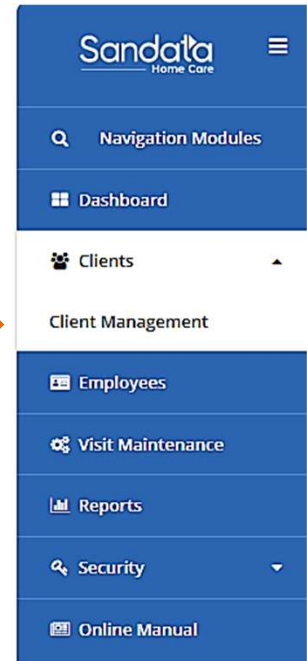 Sandata
Home Care
Navigation Modules
Dashboard
Clients
Client Management
Employees
Visit Maintenance
Reports
Security
Online Manual